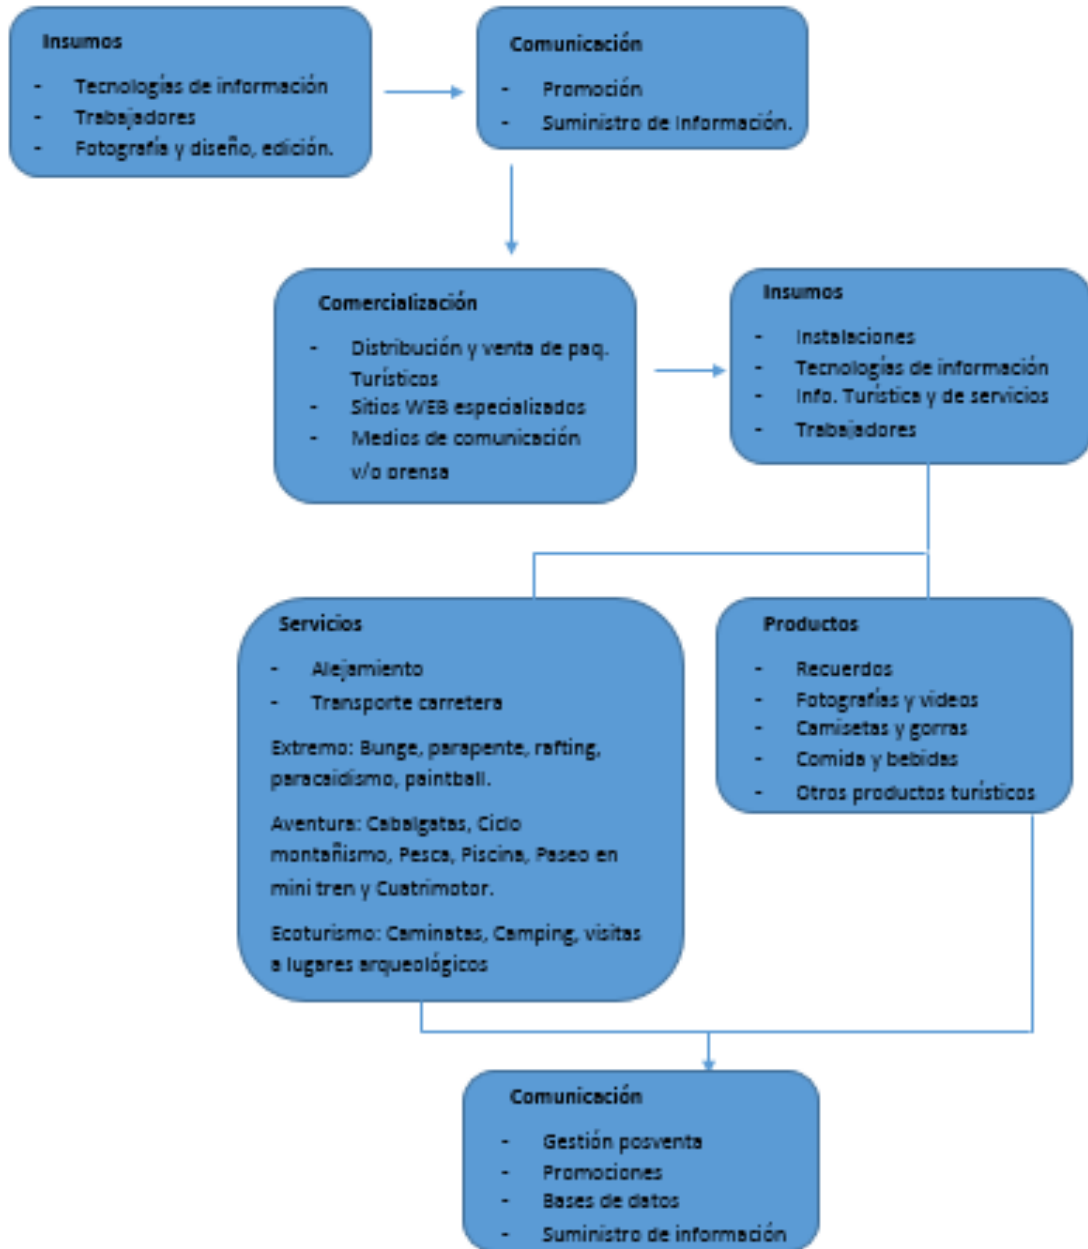 Insumos
- Tecnologías de información
- Trabajadores
- Fotografía y diseño, edición.
Comunicación
- Promoción
- Suministro de Información.
Comercialización
- Distribución y venta de paq.
Turísticos
- Sitios WEB especializados
- Medios de comunicación
y/o prensa
Insumos
- Instalaciones
- Tecnologías de información
- Info. Turística y de servicios
- Trabajadores
Servicios
- Alejamiento
- Transporte carretera
Extremo: Bunge, parapente, rafting,
paracaidismo, paintball.
Aventura: Cabalgatas, Ciclo
montañismo, Pesca, Piscina, Paseo en
mini tren y Cuatrimotor.
Ecoturismo: Caminatas, Camping, visitas
a lugares arqueológicos
Productos
- Recuerdos
- Fotografías y videos
- Camisetas y gorras
- Comida y bebidas
- Otros productos turísticos
Comunicación
- Gestión posventa
- Promociones
- Bases de datos
- Suministro de información